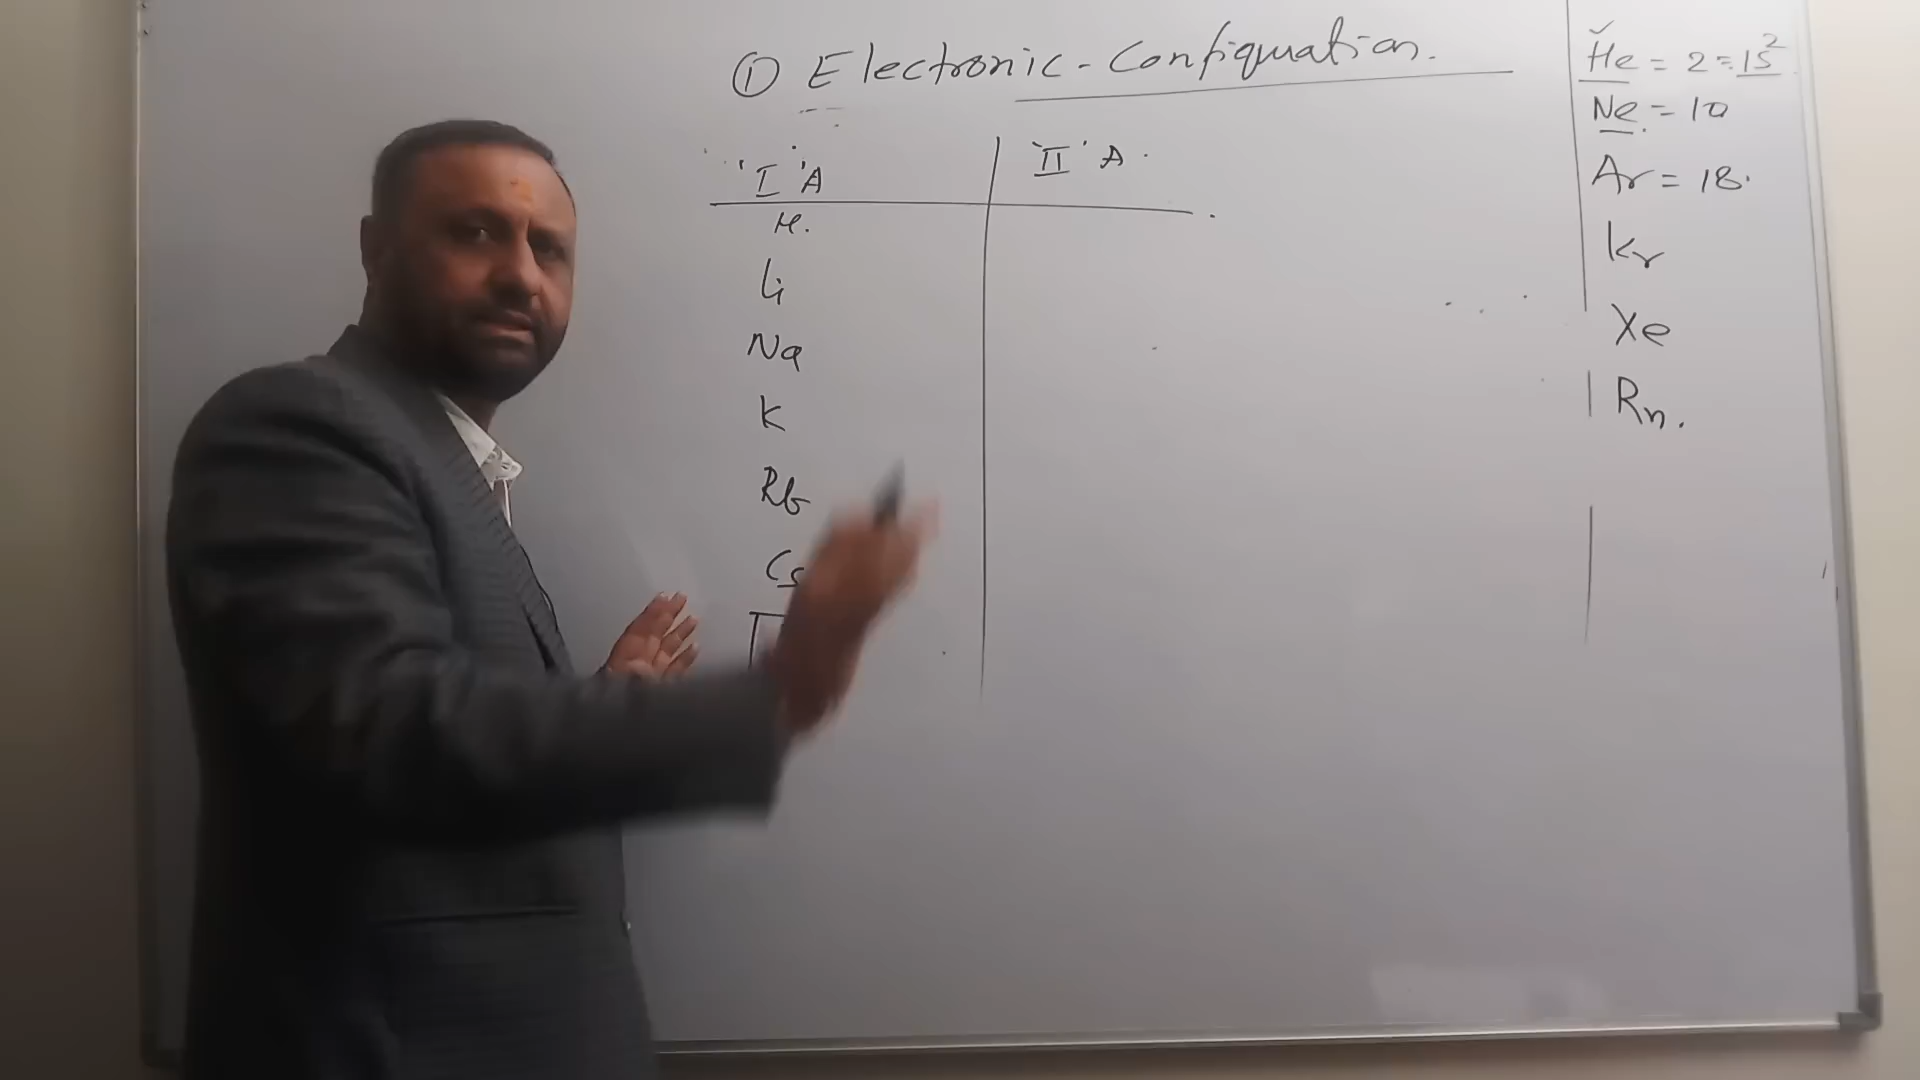 ① Electronic - Configuration.
'I' A
'II' A.
H.
Li
Na
K
Rb
Cs
He = 2 = 1s²
Ne = 10
Ar = 18.
Kr
Xe
Rn.